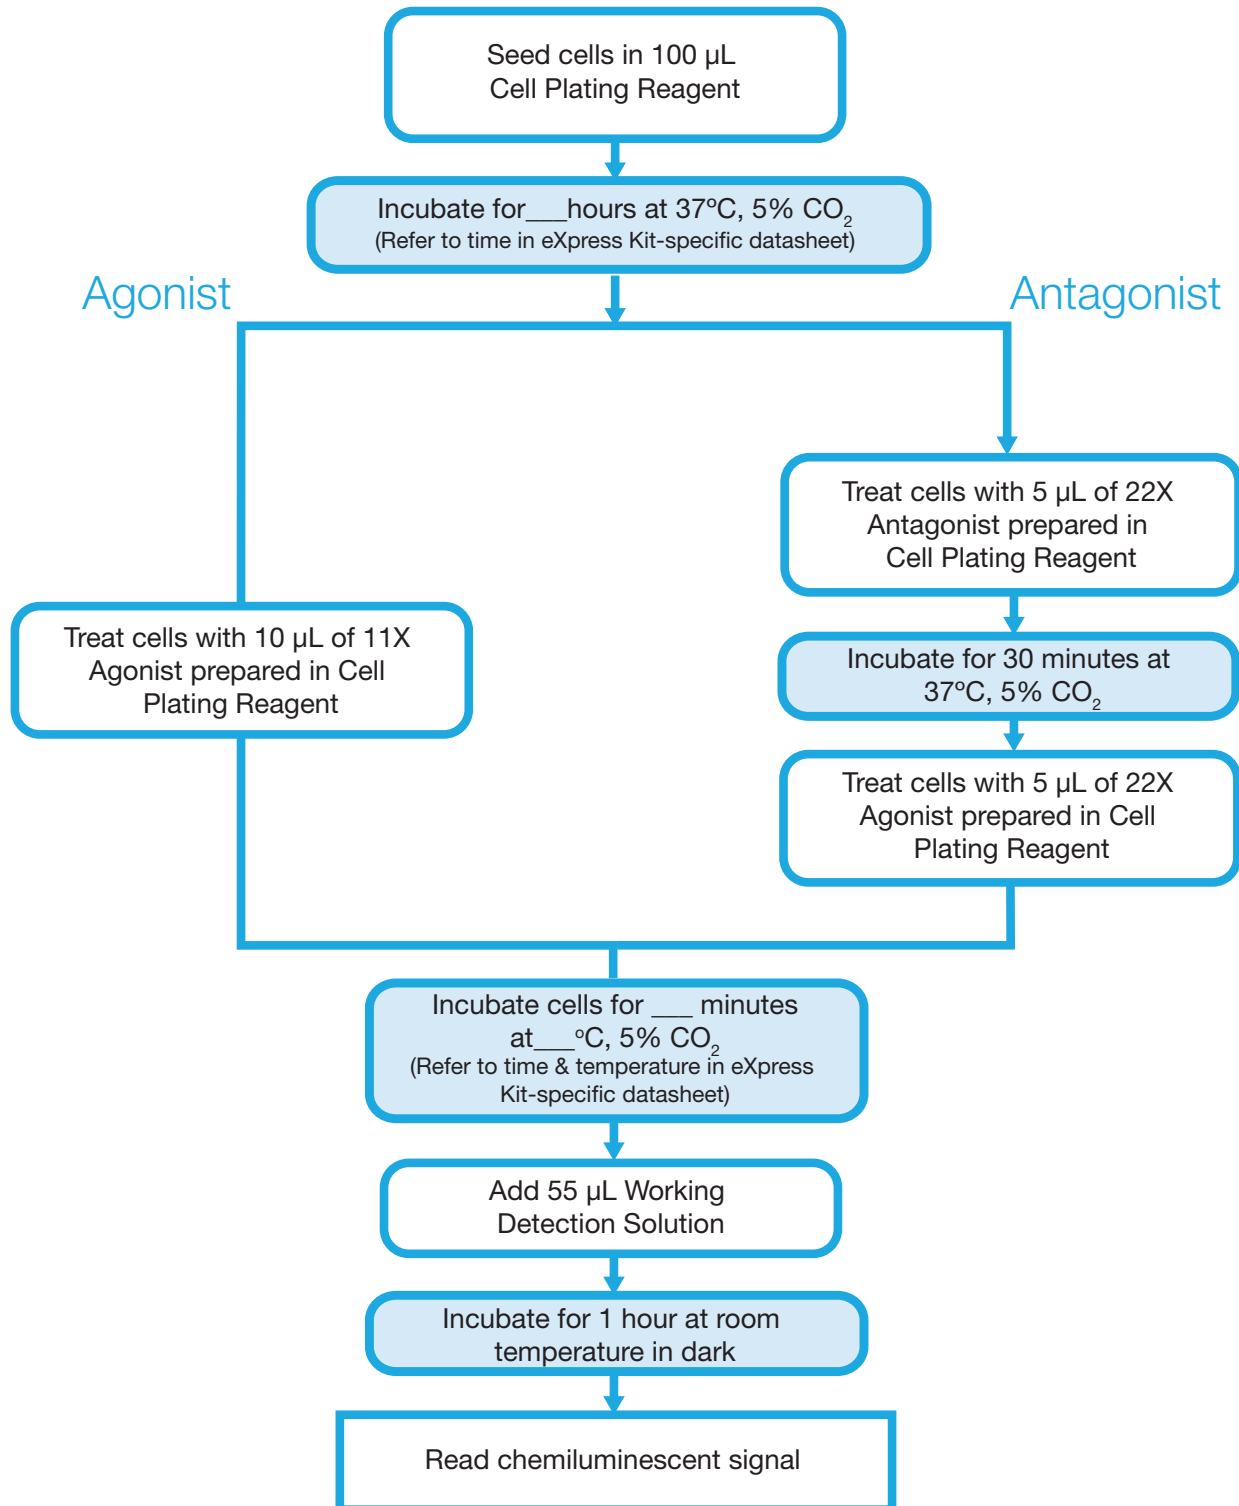 Seed cells in 100 µL
Cell Plating Reagent
Incubate for___hours at 37ºC, 5% CO₂
(Refer to time in eXpress Kit-specific datasheet)
Agonist
Antagonist
Treat cells with 5 µL of 22X
Antagonist prepared in
Cell Plating Reagent
Treat cells with 10 µL of 11X
Agonist prepared in Cell
Plating Reagent
Incubate for 30 minutes at
37ºC, 5% CO₂
Treat cells with 5 µL of 22X
Agonist prepared in Cell
Plating Reagent
Incubate cells for ___ minutes
at___ºC, 5% CO₂
(Refer to time & temperature in eXpress
Kit-specific datasheet)
Add 55 µL Working
Detection Solution
Incubate for 1 hour at room
temperature in dark
Read chemiluminescent signal